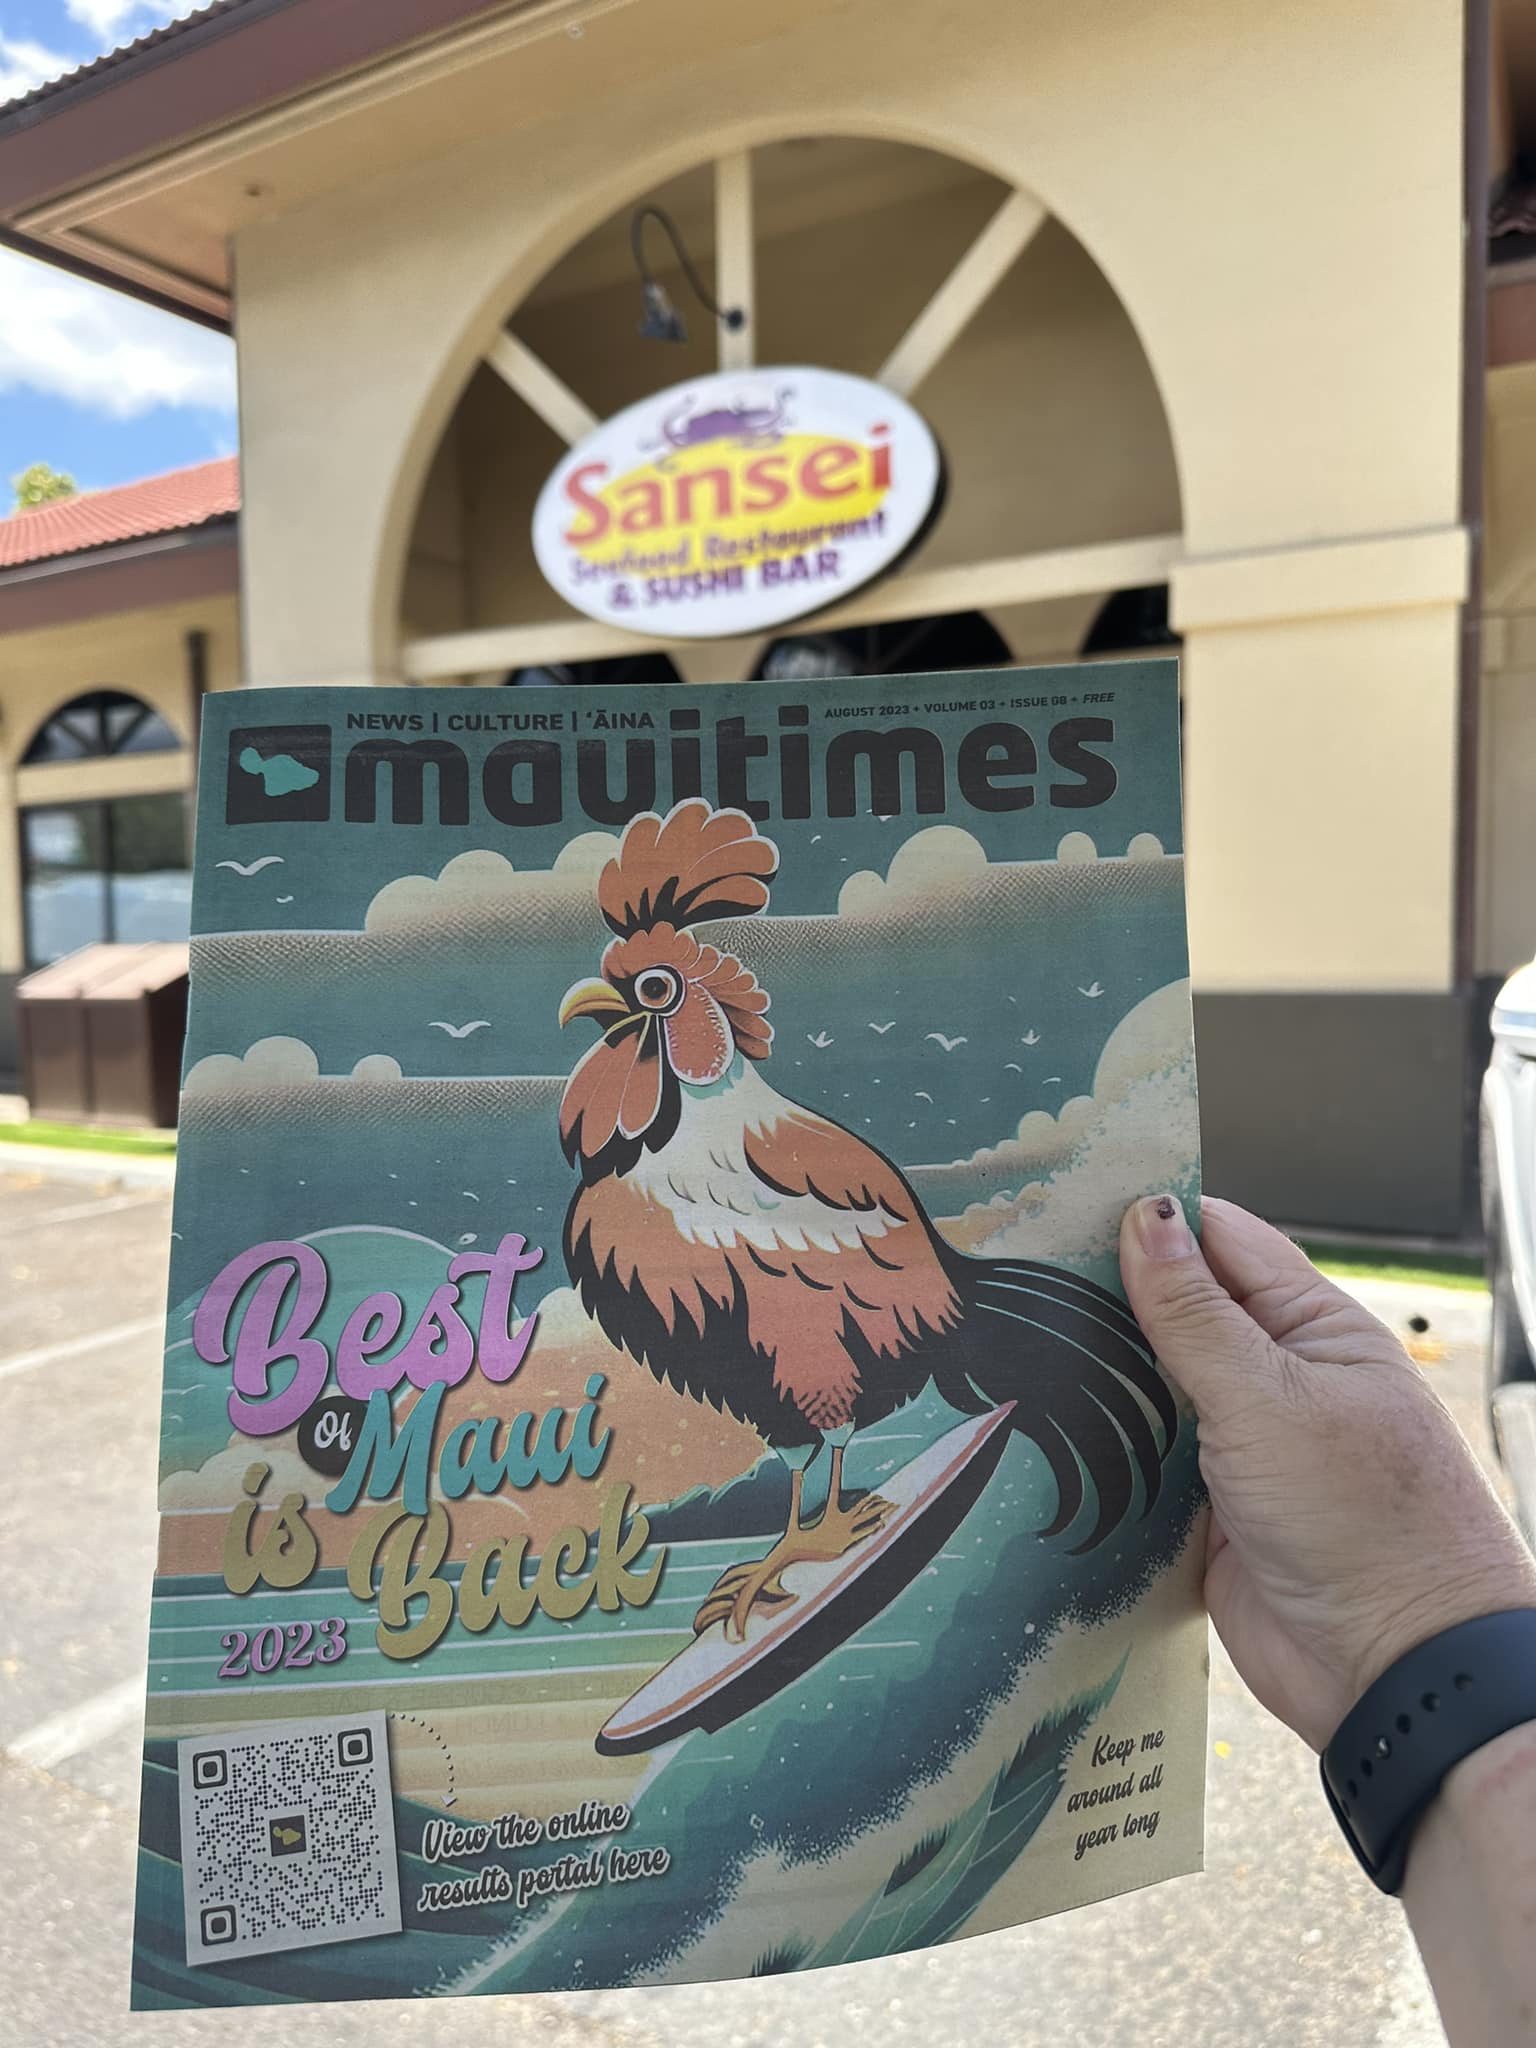 Sansei
Seafood Restaurant
& SUSHI BAR
NEWS | CULTURE | ʻĀINA
AUGUST 2023 + VOLUME 03 + ISSUE 08 + FREE
mauitimes
Best
of Maui
is Back
2023
View the online
results portal here
Keep me
around all
year long